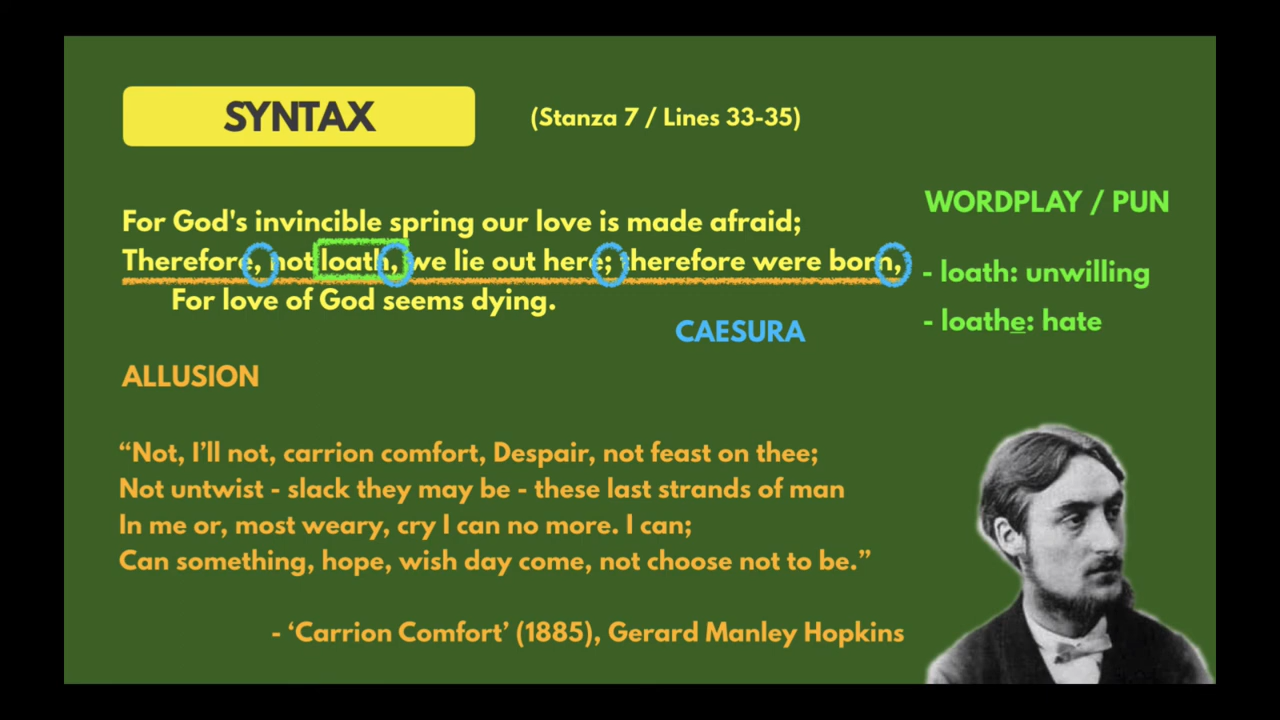 SYNTAX
(Stanza 7 / Lines 33-35)
For God's invincible spring our love is made afraid;
Therefore, not loath, we lie out here; therefore were born,
For love of God seems dying.
WORDPLAY / PUN
- loath: unwilling
- loathe: hate
CAESURA
ALLUSION
“Not, I’ll not, carrion comfort, Despair, not feast on thee;
Not untwist - slack they may be - these last strands of man
In me or, most weary, cry I can no more. I can;
Can something, hope, wish day come, not choose not to be.”
- ‘Carrion Comfort’ (1885), Gerard Manley Hopkins